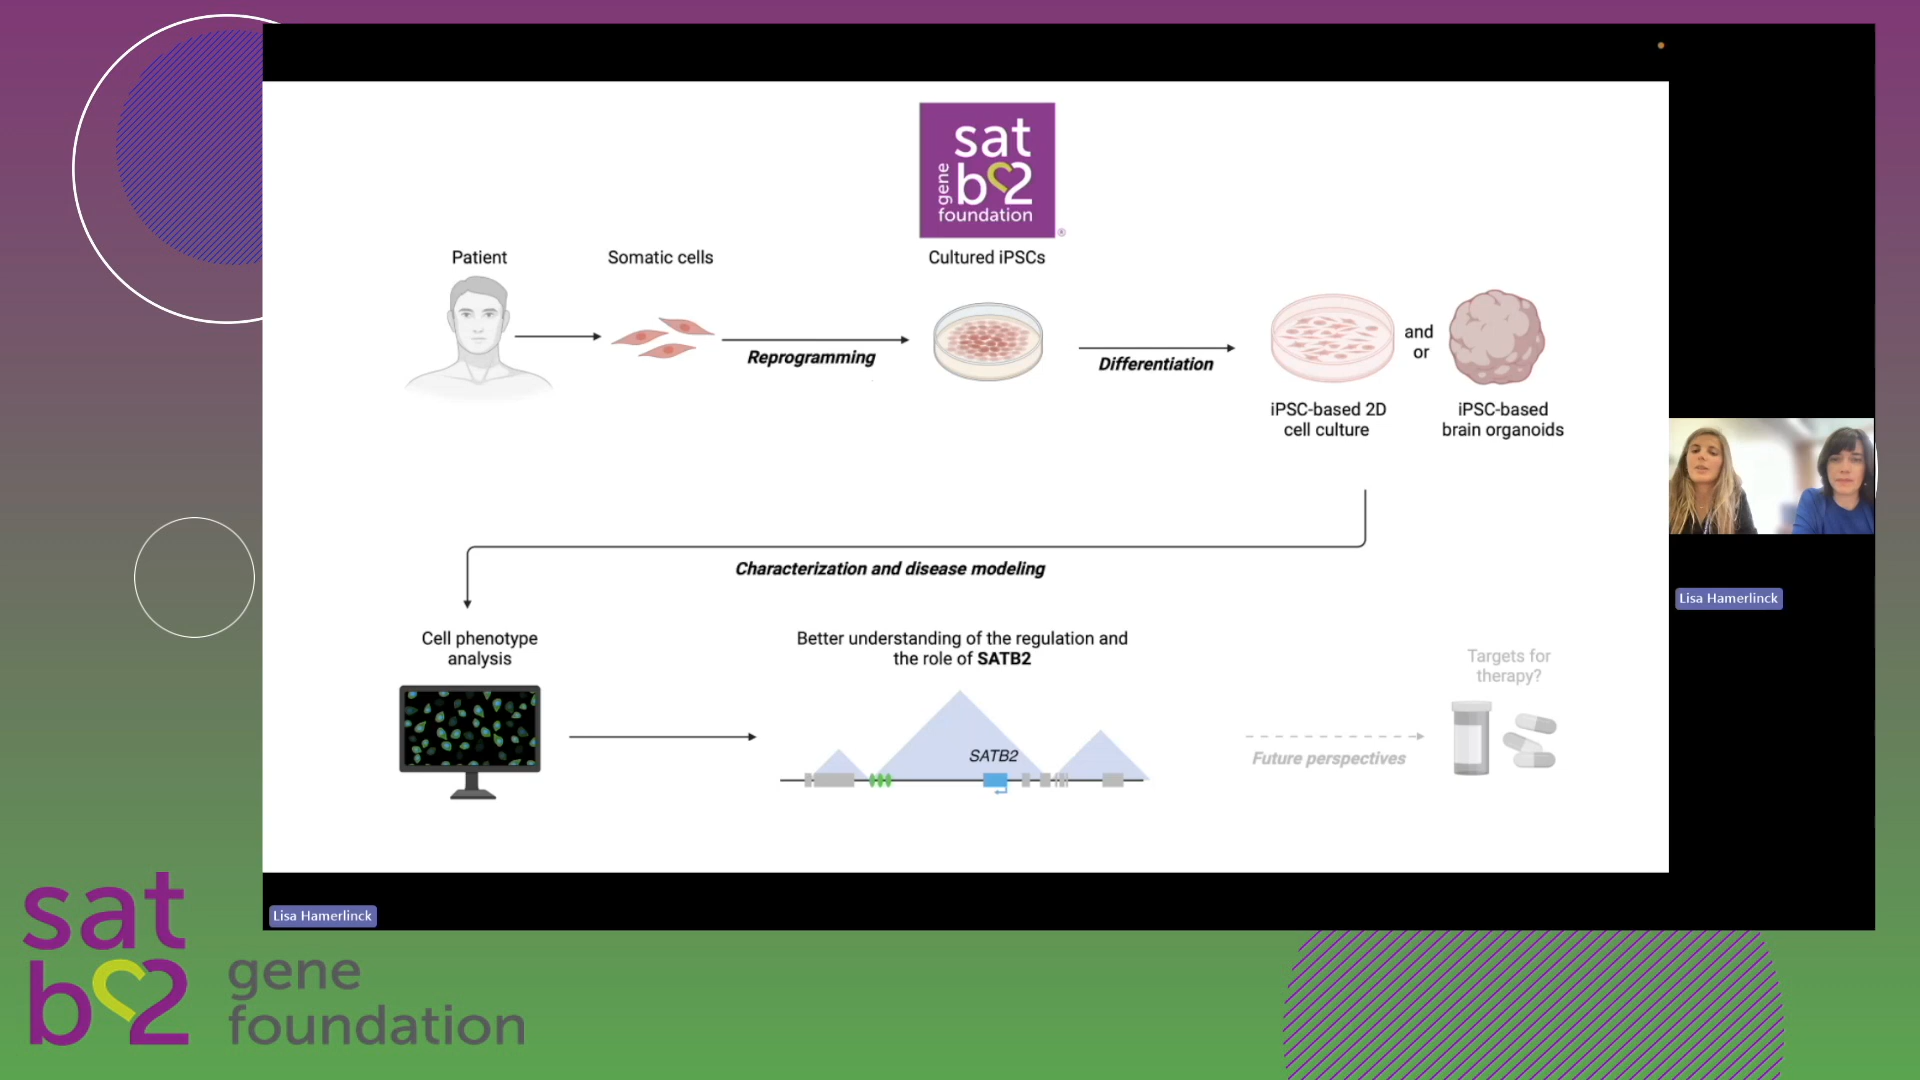 sat
gene
b2
foundation
®
Patient
Somatic cells
Cultured iPSCs
Reprogramming
Differentiation
and
or
iPSC-based 2D
cell culture
iPSC-based
brain organoids
Characterization and disease modeling
Cell phenotype
analysis
Better understanding of the regulation and
the role of SATB2
SATB2
Targets for
therapy?
Future perspectives
Lisa Hamerlinck
Lisa Hamerlinck
sat
b2
gene
foundation